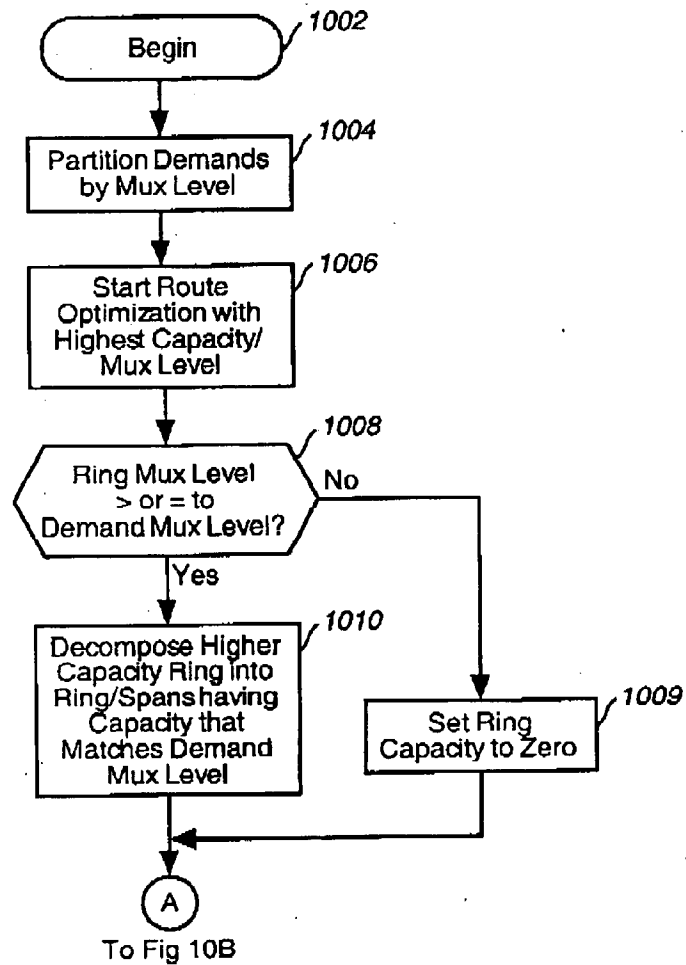 1002
Begin
1004
Partition Demands
by Mux Level
1006
Start Route
Optimization with
Highest Capacity/
Mux Level
1008
Ring Mux Level
> or = to
Demand Mux Level?
No
Yes
1010
Decompose Higher
Capacity Ring into
Ring/Spans having
Capacity that
Matches Demand
Mux Level
1009
Set Ring
Capacity to Zero
A
To Fig 10B